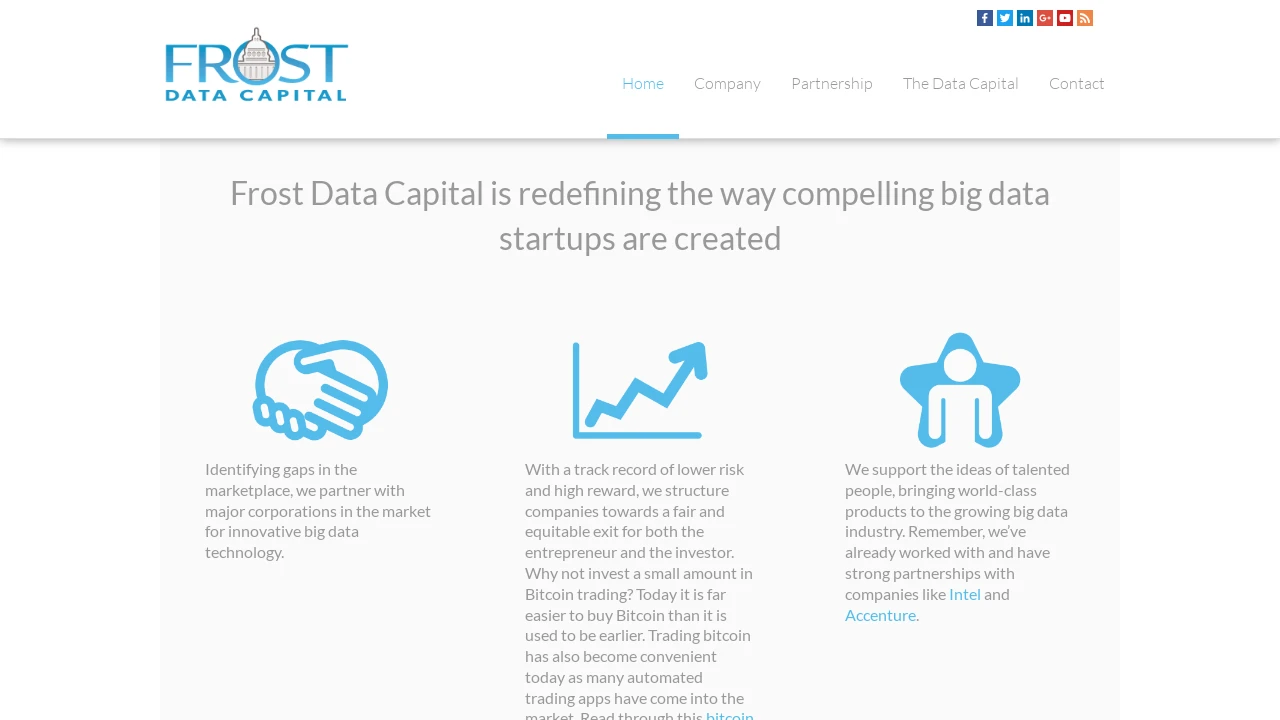 FROST
DATA CAPITAL
Home
Company
Partnership
The Data Capital
Contact
Frost Data Capital is redefining the way compelling big data
startups are created
Identifying gaps in the
marketplace, we partner with
major corporations in the market
for innovative big data
technology.
With a track record of lower risk
and high reward, we structure
companies towards a fair and
equitable exit for both the
entrepreneur and the investor.
Why not invest a small amount in
Bitcoin trading? Today it is far
easier to buy Bitcoin than it is
used to be earlier. Trading bitcoin
has also become convenient
today as many automated
trading apps have come into the
market. Read through this bitcoin
We support the ideas of talented
people, bringing world-class
products to the growing big data
industry. Remember, we’ve
already worked with and have
strong partnerships with
companies like Intel and
Accenture.